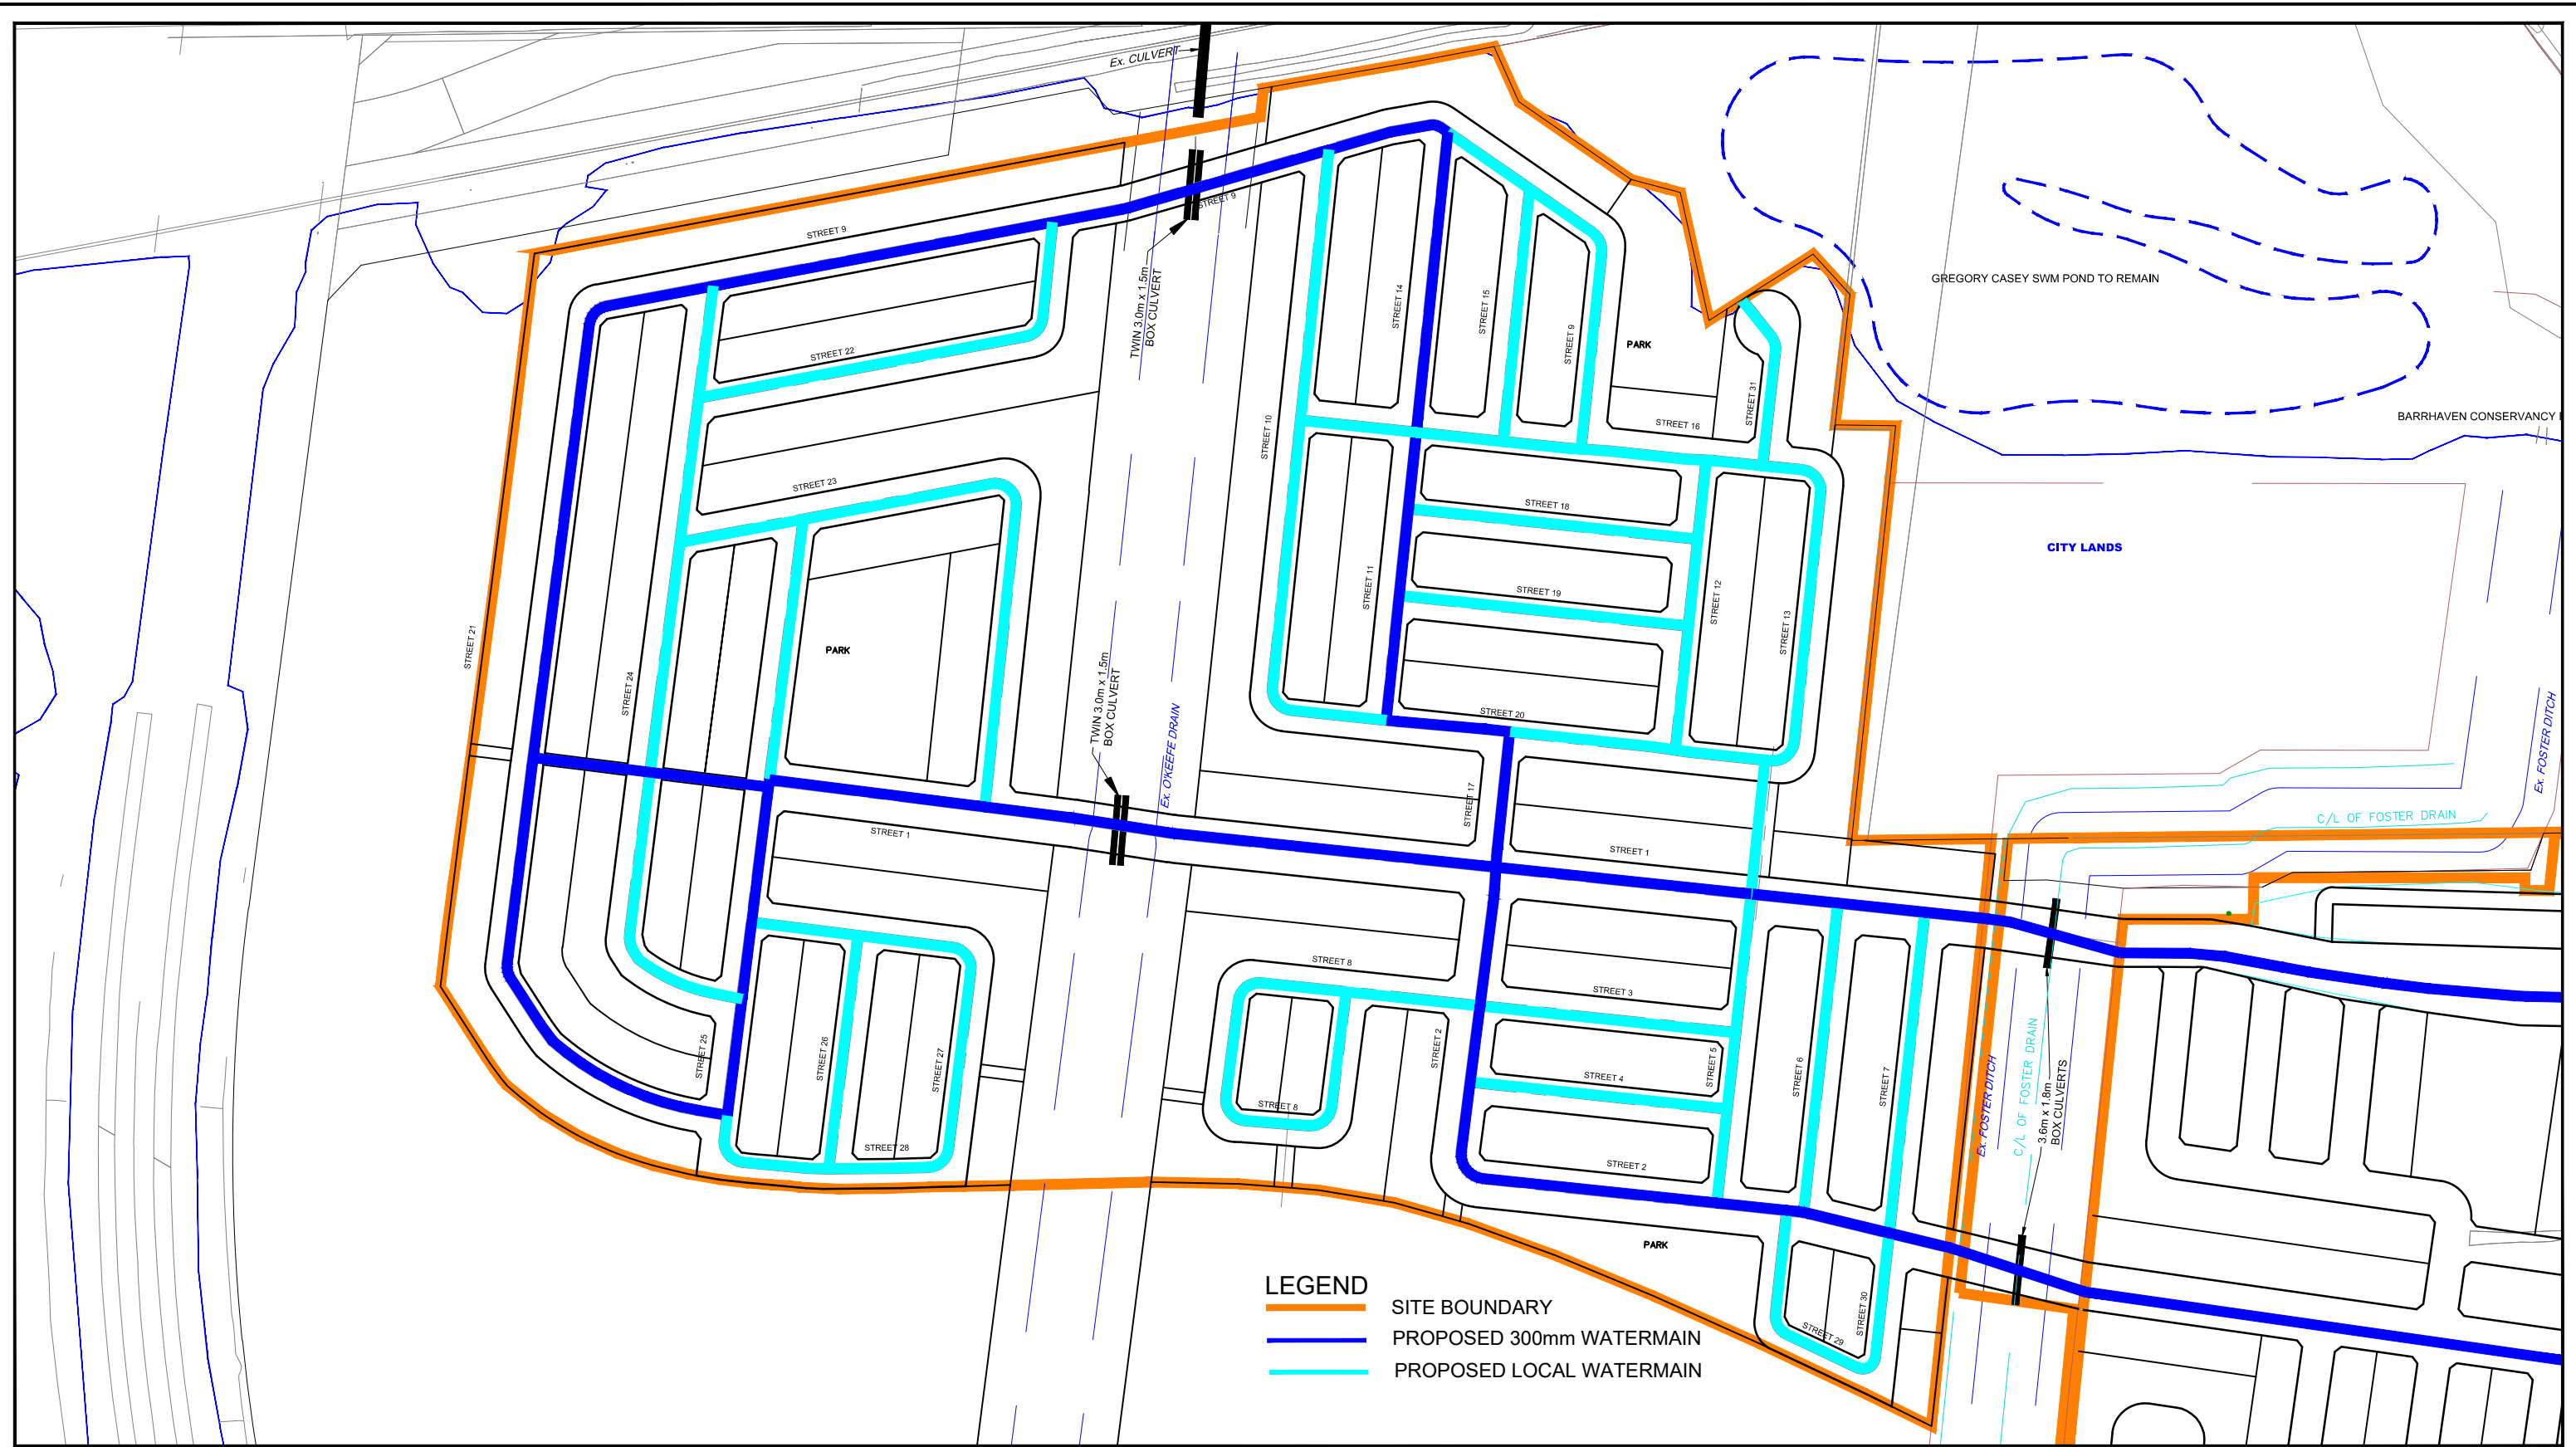 Ex. CULVERT
STREET 9
STREET 9
TWIN 3.0m x 1.5m
BOX CULVERT
GREGORY CASEY SWM POND TO REMAIN
STREET 14
STREET 15
STREET 9
PARK
STREET 22
STREET 31
STREET 16
STREET 10
BARRHAVEN CONSERVANCY
STREET 23
STREET 18
CITY LANDS
STREET 11
STREET 19
STREET 12
STREET 13
STREET 21
STREET 24
PARK
TWIN 3.0m x 1.5m
BOX CULVERT
Ex. O'KEEFE DRAIN
STREET 20
Ex. FOSTER DITCH
STREET 17
C/L OF FOSTER DRAIN
STREET 1
STREET 1
STREET 8
STREET 3
STREET 25
STREET 26
STREET 27
STREET 2
STREET 4
STREET 5
STREET 6
STREET 7
Ex. FOSTER DITCH
C/L OF FOSTER DRAIN
3.6m x 1.8m
BOX CULVERTS
STREET 8
STREET 28
STREET 2
PARK
STREET 29
STREET 30
LEGEND
SITE BOUNDARY
PROPOSED 300mm WATERMAIN
PROPOSED LOCAL WATERMAIN